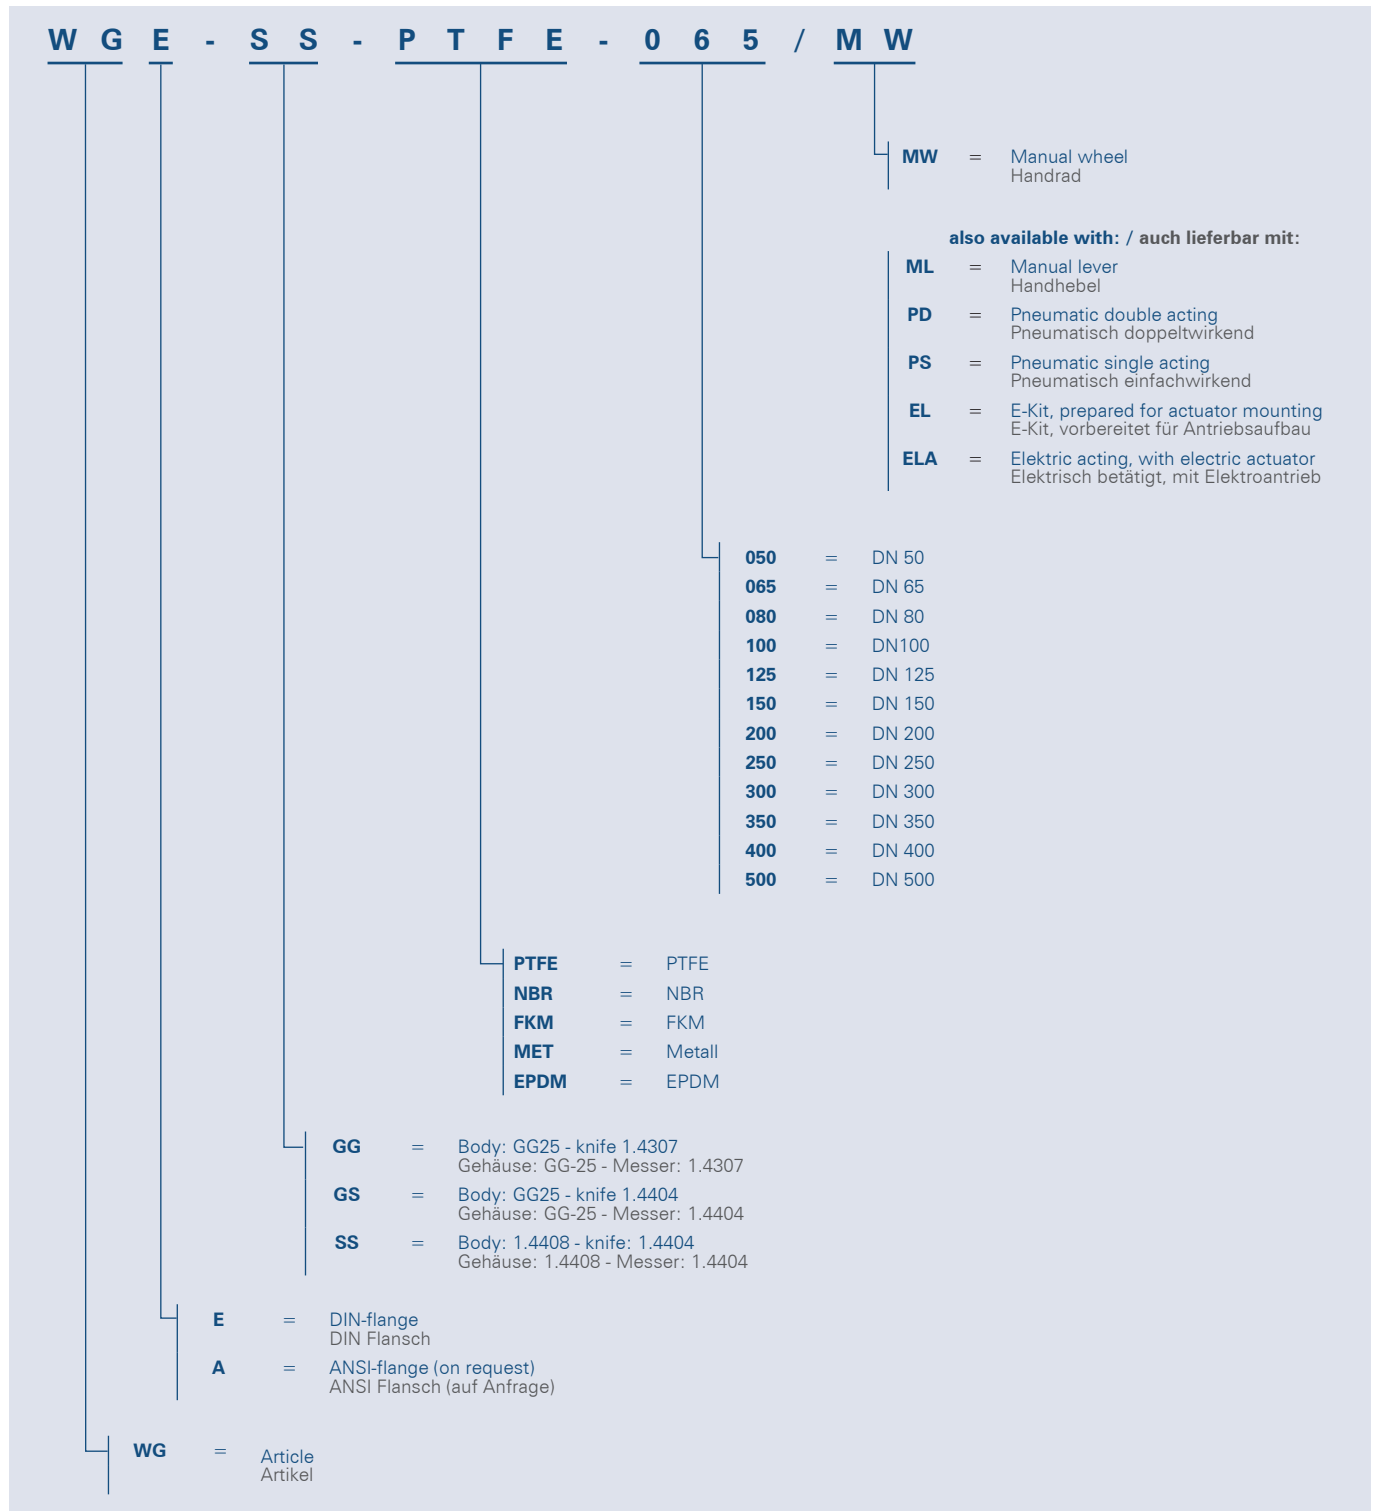 W G E - S S - P T F E - 0 6 5 / M W
MW = Manual wheel
Handrad
also available with: / auch lieferbar mit:
ML = Manual lever
Handhebel
PD = Pneumatic double acting
Pneumatisch doppeltwirkend
PS = Pneumatic single acting
Pneumatisch einfachwirkend
EL = E-Kit, prepared for actuator mounting
E-Kit, vorbereitet für Antriebsaufbau
ELA = Elektric acting, with electric actuator
Elektrisch betätigt, mit Elektroantrieb
050 = DN 50
065 = DN 65
080 = DN 80
100 = DN100
125 = DN 125
150 = DN 150
200 = DN 200
250 = DN 250
300 = DN 300
350 = DN 350
400 = DN 400
500 = DN 500
PTFE = PTFE
NBR = NBR
FKM = FKM
MET = Metall
EPDM = EPDM
GG = Body: GG25 - knife 1.4307
Gehäuse: GG-25 - Messer: 1.4307
GS = Body: GG25 - knife 1.4404
Gehäuse: GG-25 - Messer: 1.4404
SS = Body: 1.4408 - knife: 1.4404
Gehäuse: 1.4408 - Messer: 1.4404
E = DIN-flange
DIN Flansch
A = ANSI-flange (on request)
ANSI Flansch (auf Anfrage)
WG = Article
Artikel